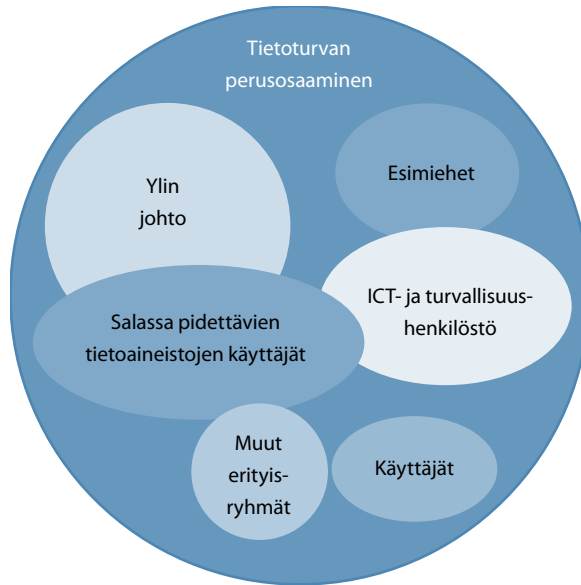 Tietoturvan
perusosaaminen
Ylin
johto
Esimiehet
ICT- ja turvallisuus-
henkilöstö
Salassa pidettävien
tietoaineistojen käyttäjät
Muut
erityis-
ryhmät
Käyttäjät